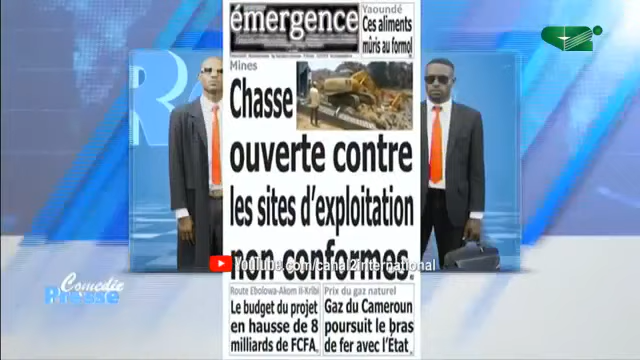 émergence
Yaoundé
Ces aliments
mûris au formol
Mines
Chasse
ouverte contre
les sites d'exploitation
non conformes.
YouTube.com/canal2international
Route Ebolowa-Akom II-Kribi
Le budget du projet
en hausse de 8
milliards de FCFA
Prix du gaz naturel
Gaz du Cameroun
poursuit le bras
de fer avec l'État
Comedie
Presse